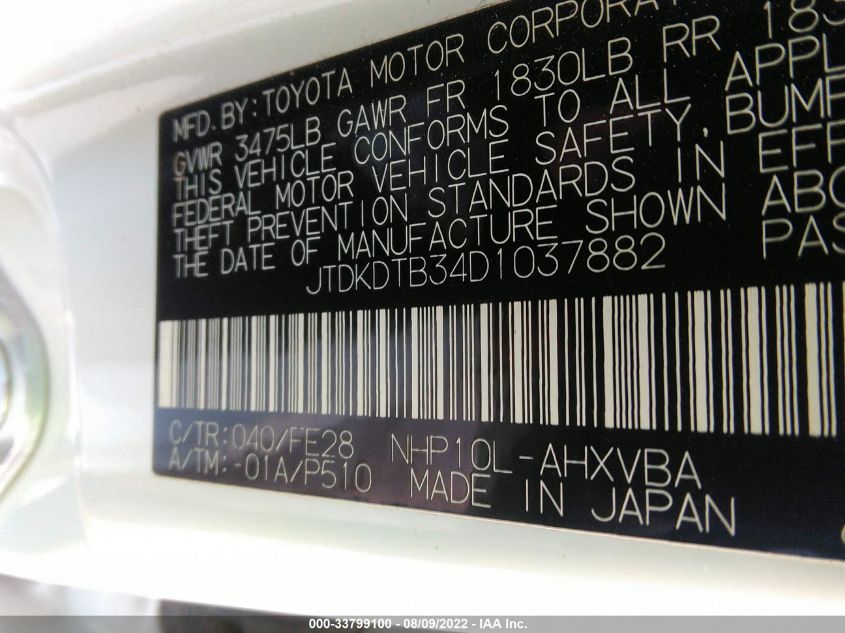 MFD. BY: TOYOTA MOTOR CORPORA
GVWR 3475LB GAWR FR 1830LB RR 183
THIS VEHICLE CONFORMS TO ALL APPL
FEDERAL MOTOR VEHICLE SAFETY, BUMP
THEFT PREVENTION STANDARDS IN EFF
THE DATE OF MANUFACTURE SHOWN ABO
JTDKDTB34D1037882 PAS
C/TR: 040/FE28 NHP10L-AHXVBA
A/TM: -01A/P510 MADE IN JAPAN
000-33799100 - 08/09/2022 - IAA Inc.